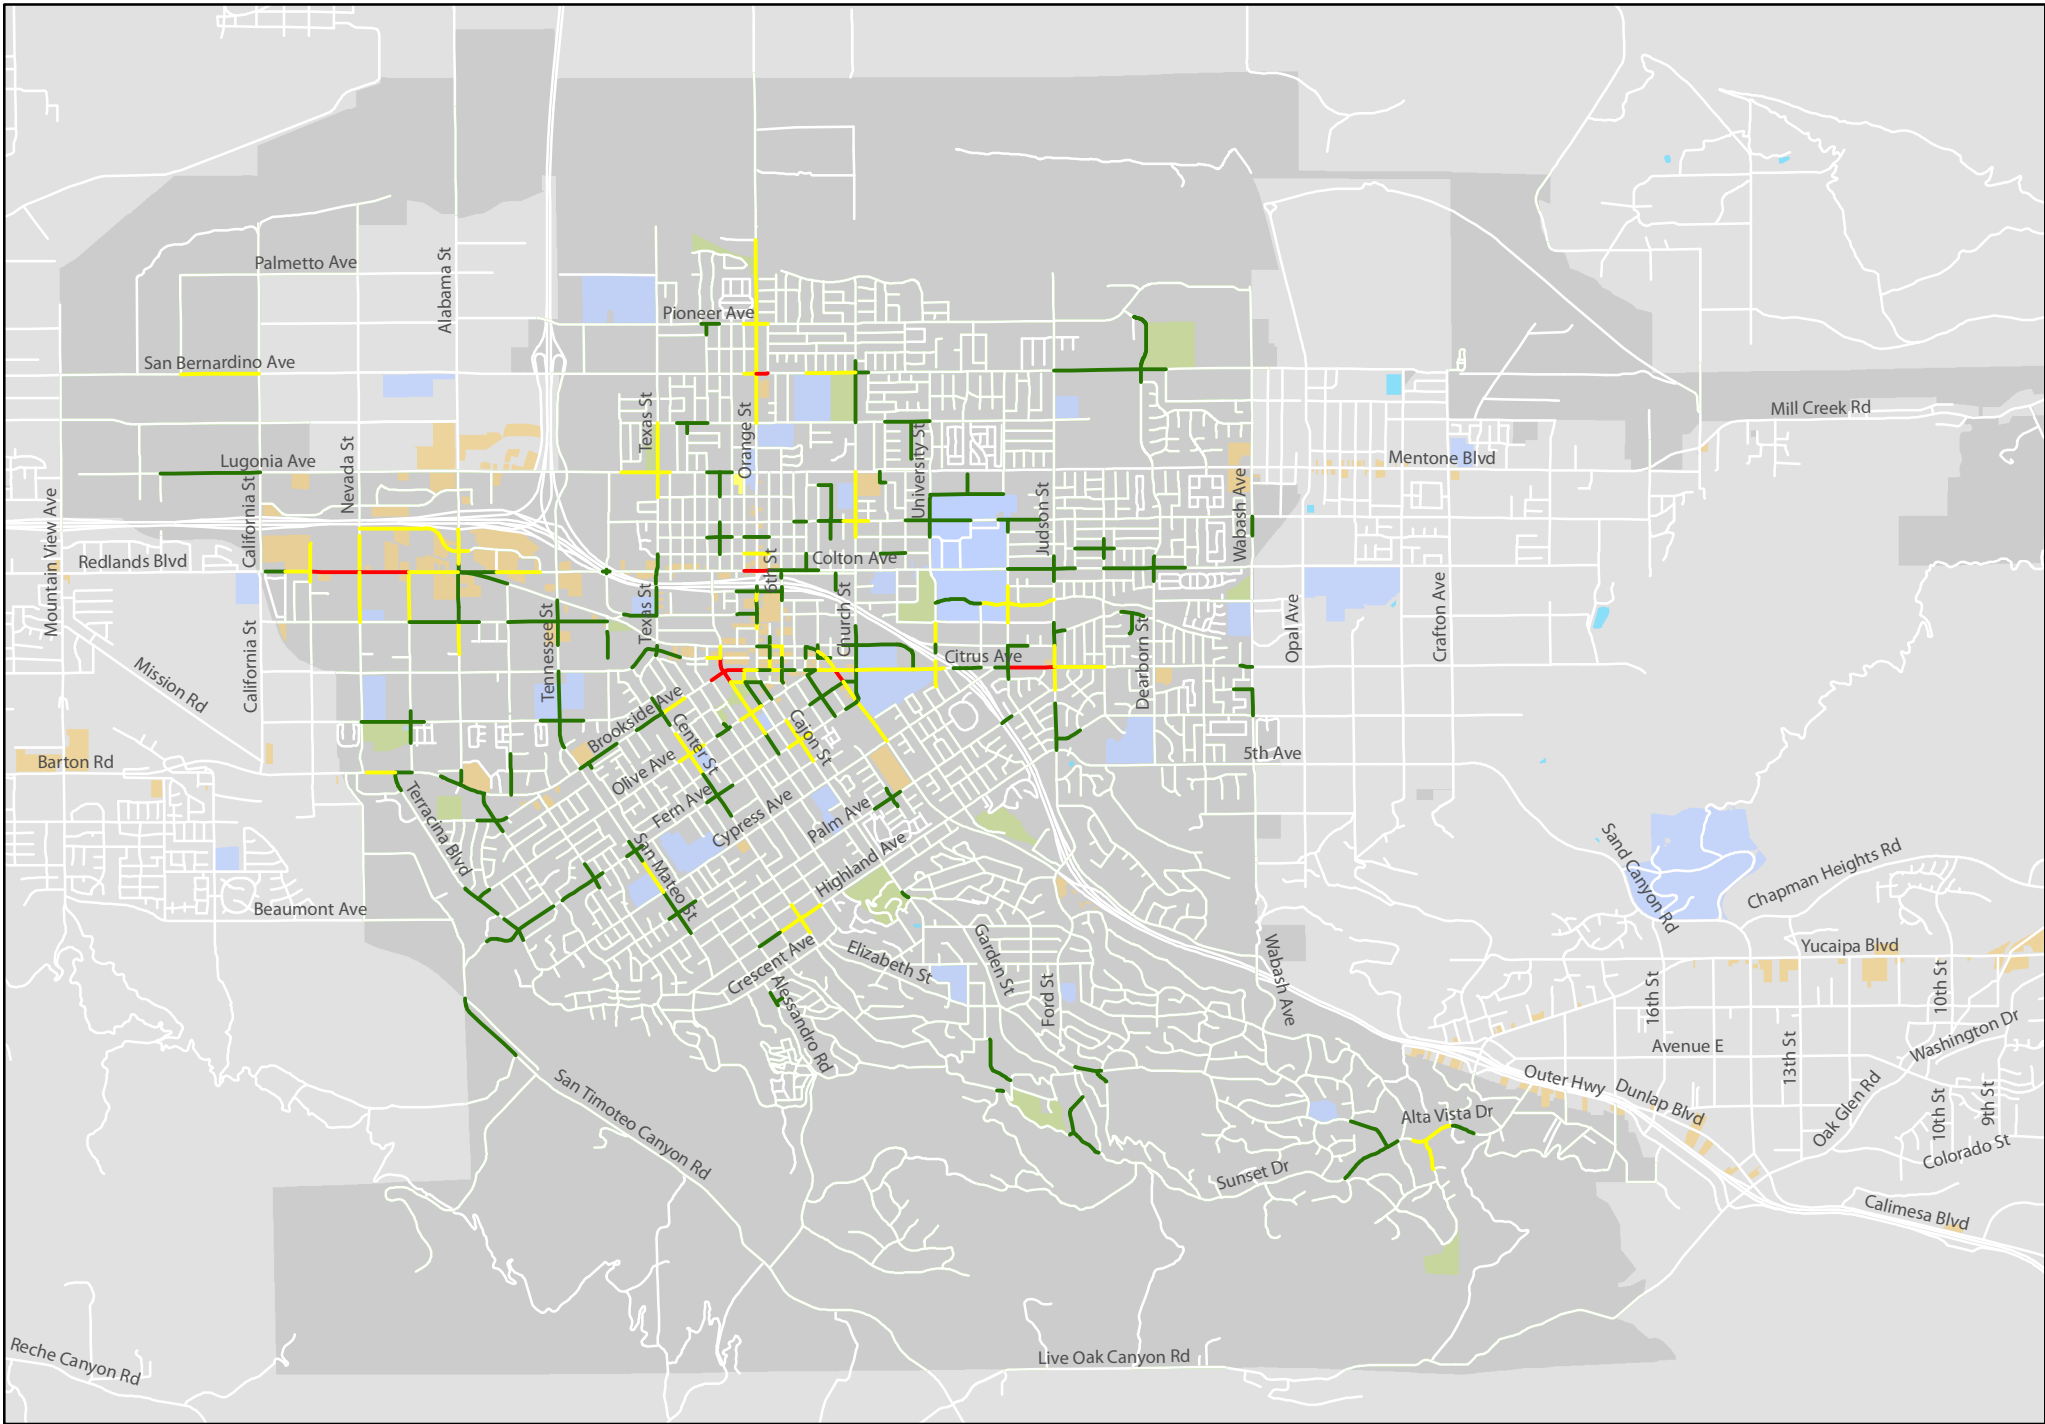 Palmetto Ave
Alabama St
Pioneer Ave
San Bernardino Ave
Texas St
Orange St
Mill Creek Rd
Nevada St
Lugonia Ave
University St
Mentone Blvd
California St
Mountain View Ave
Judson St
Wabash Ave
Redlands Blvd
Colton Ave
6th St
Texas St
Church St
Tennessee St
California St
Opal Ave
Crafton Ave
Mission Rd
Citrus Ave
Dearborn St
Brookside Ave
Center St
Cajon St
Barton Rd
Olive Ave
5th Ave
Terracina Blvd
Fern Ave
Cypress Ave
Palm Ave
San Mateo St
Highland Ave
Sand Canyon Rd
Chapman Heights Rd
Beaumont Ave
Crescent Ave
Elizabeth St
Garden St
Ford St
Wabash Ave
Yucaipa Blvd
Alessandro Rd
16th St
10th St
Washington Dr
Avenue E
13th St
San Timoteo Canyon Rd
Outer Hwy
Dunlap Blvd
Alta Vista Dr
Oak Glen Rd
10th St
9th St
Colorado St
Sunset Dr
Calimesa Blvd
Reche Canyon Rd
Live Oak Canyon Rd